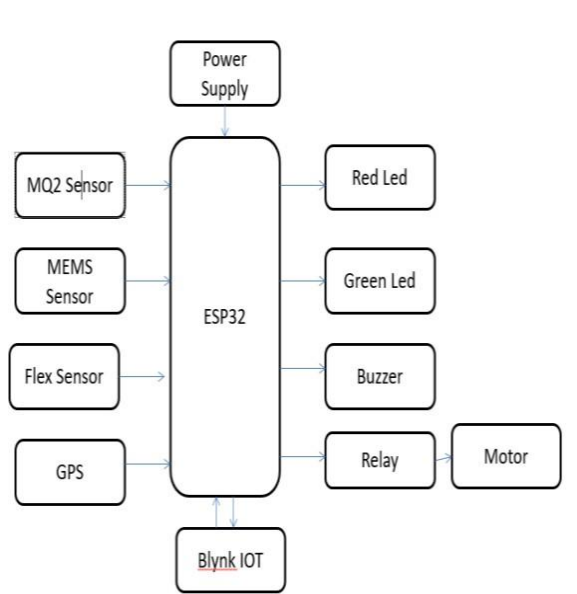 Power
Supply
MQ2 Sensor
Red Led
MEMS
Sensor
Green Led
ESP32
Flex Sensor
Buzzer
GPS
Relay
Motor
Blynk IOT